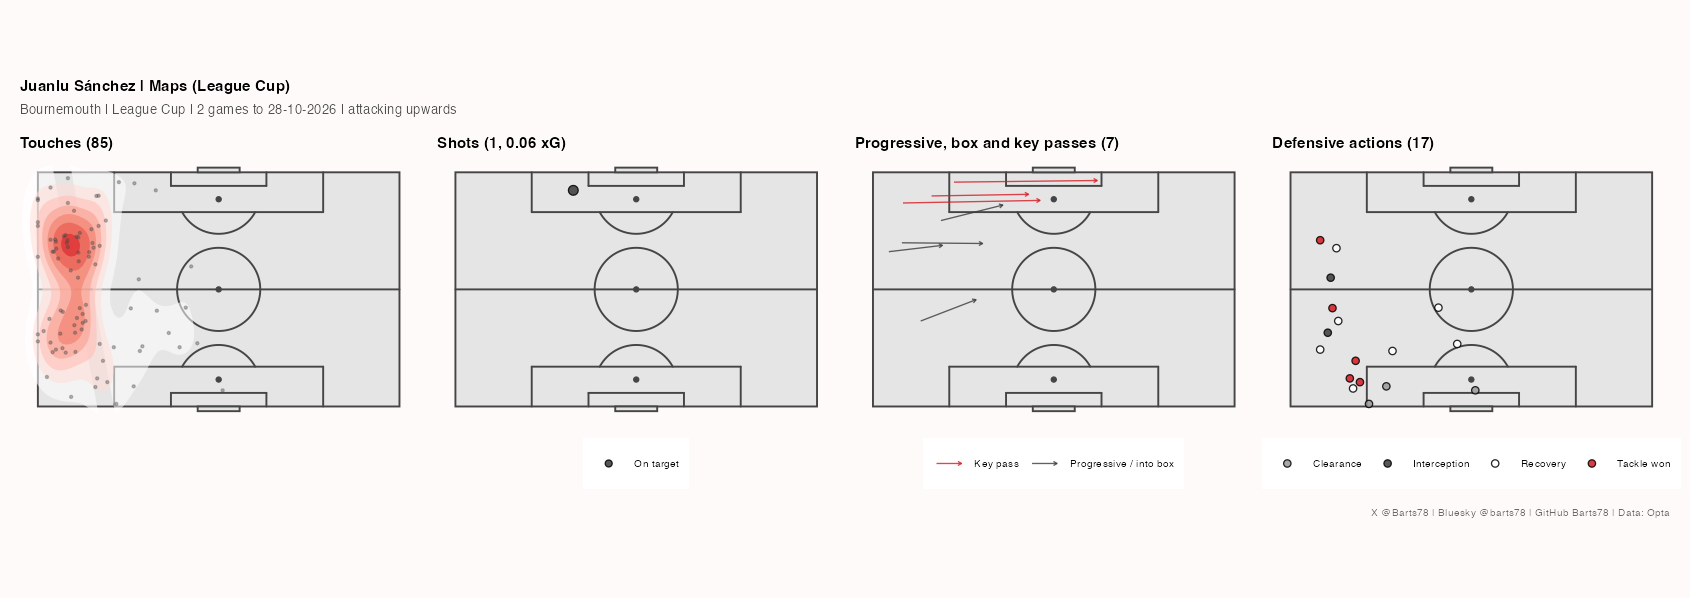 Juanlu Sánchez | Maps (League Cup)
Bournemouth | League Cup | 2 games to 28-10-2026 | attacking upwards
Touches (85)
Shots (1, 0.06 xG)
Progressive, box and key passes (7)
Defensive actions (17)
On target
Key pass
Progressive / into box
Clearance
Interception
Recovery
Tackle won
X @Barts78 | Bluesky @barts78 | GitHub Barts78 | Data: Opta